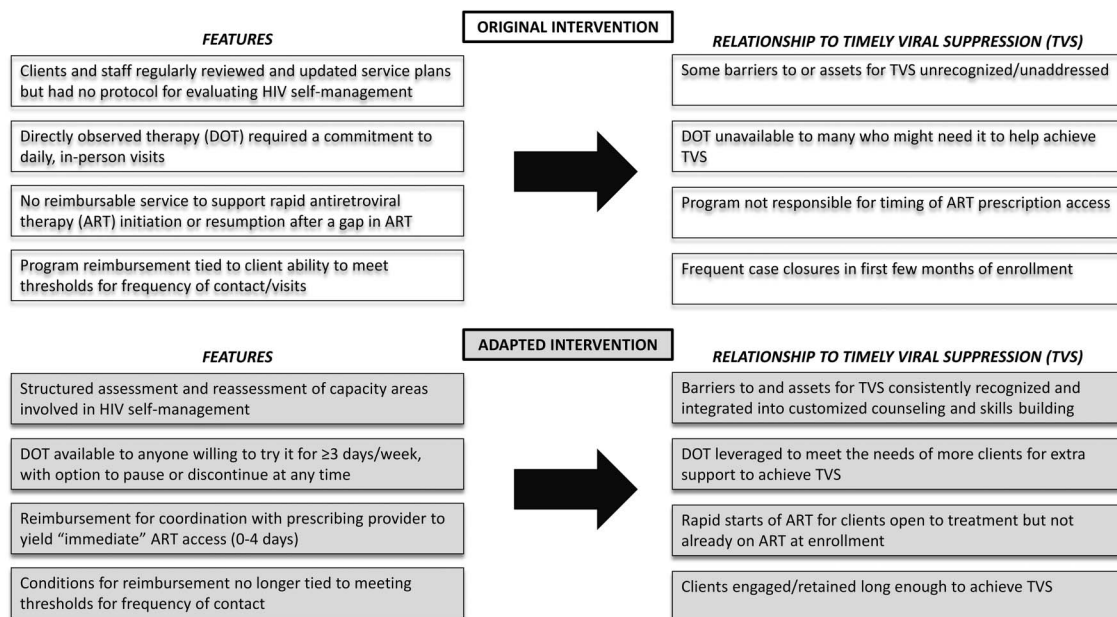 ORIGINAL INTERVENTION
FEATURES
RELATIONSHIP TO TIMELY VIRAL SUPPRESSION (TVS)
Clients and staff regularly reviewed and updated service plans
but had no protocol for evaluating HIV self-management
Some barriers to or assets for TVS unrecognized/unaddressed
Directly observed therapy (DOT) required a commitment to
daily, in-person visits
DOT unavailable to many who might need it to help achieve
TVS
No reimbursable service to support rapid antiretroviral
therapy (ART) initiation or resumption after a gap in ART
Program not responsible for timing of ART prescription access
Program reimbursement tied to client ability to meet
thresholds for frequency of contact/visits
Frequent case closures in first few months of enrollment
ADAPTED INTERVENTION
FEATURES
RELATIONSHIP TO TIMELY VIRAL SUPPRESSION (TVS)
Structured assessment and reassessment of capacity areas
involved in HIV self-management
Barriers to and assets for TVS consistently recognized and
integrated into customized counseling and skills building
DOT available to anyone willing to try it for ≥3 days/week,
with option to pause or discontinue at any time
DOT leveraged to meet the needs of more clients for extra
support to achieve TVS
Reimbursement for coordination with prescribing provider to
yield “immediate” ART access (0-4 days)
Rapid starts of ART for clients open to treatment but not
already on ART at enrollment
Conditions for reimbursement no longer tied to meeting
thresholds for frequency of contact
Clients engaged/retained long enough to achieve TVS